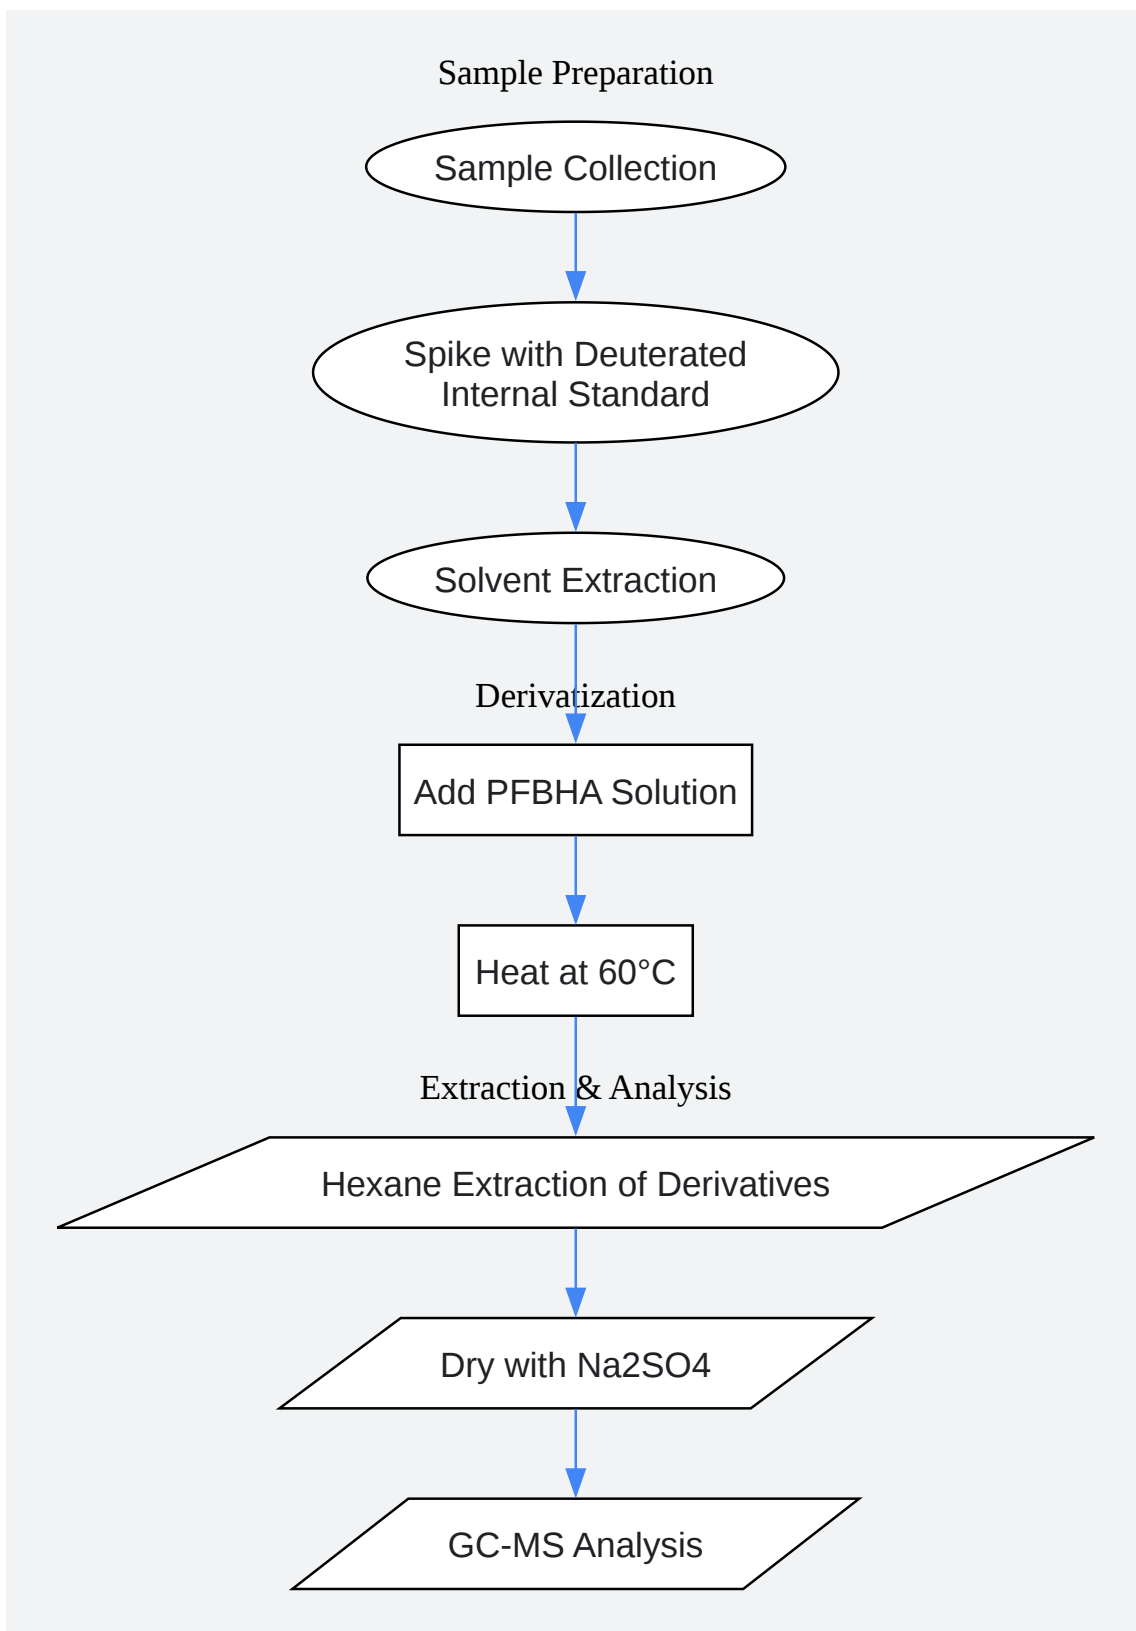 Sample Preparation
Sample Collection
Spike with Deuterated
Internal Standard
Solvent Extraction
Derivatization
Add PFBHA Solution
Heat at 60°C
Extraction & Analysis
Hexane Extraction of Derivatives
Dry with Na2SO4
GC-MS Analysis